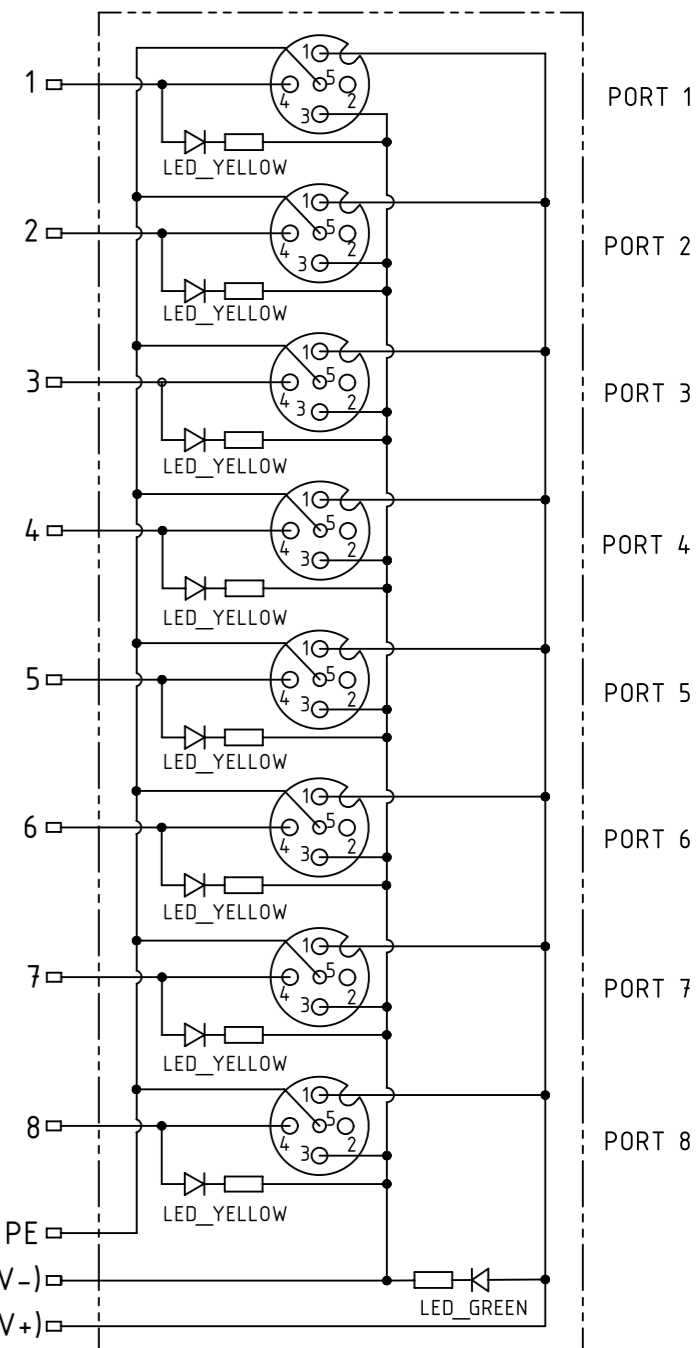 1 1 5 4 2 3 PORT 1
LED_YELLOW
2 1 5 4 2 3 PORT 2
LED_YELLOW
3 1 5 4 2 3 PORT 3
LED_YELLOW
4 1 5 4 2 3 PORT 4
LED_YELLOW
5 1 5 4 2 3 PORT 5
LED_YELLOW
6 1 5 4 2 3 PORT 6
LED_YELLOW
7 1 5 4 2 3 PORT 7
LED_YELLOW
8 1 5 4 2 3 PORT 8
LED_YELLOW
PE
V-)
LED_GREEN
V+)